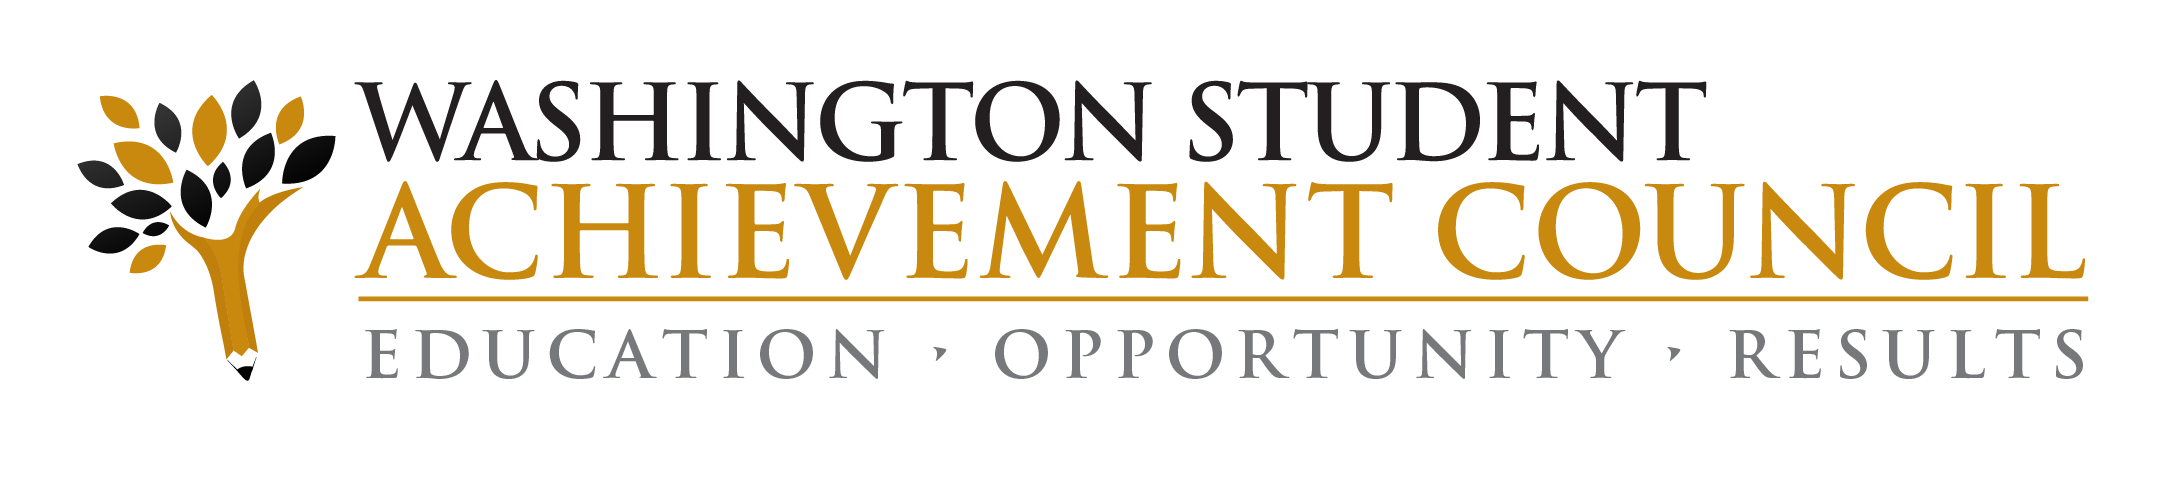 WASHINGTON STUDENT
ACHIEVEMENT COUNCIL
EDUCATION · OPPORTUNITY · RESULTS